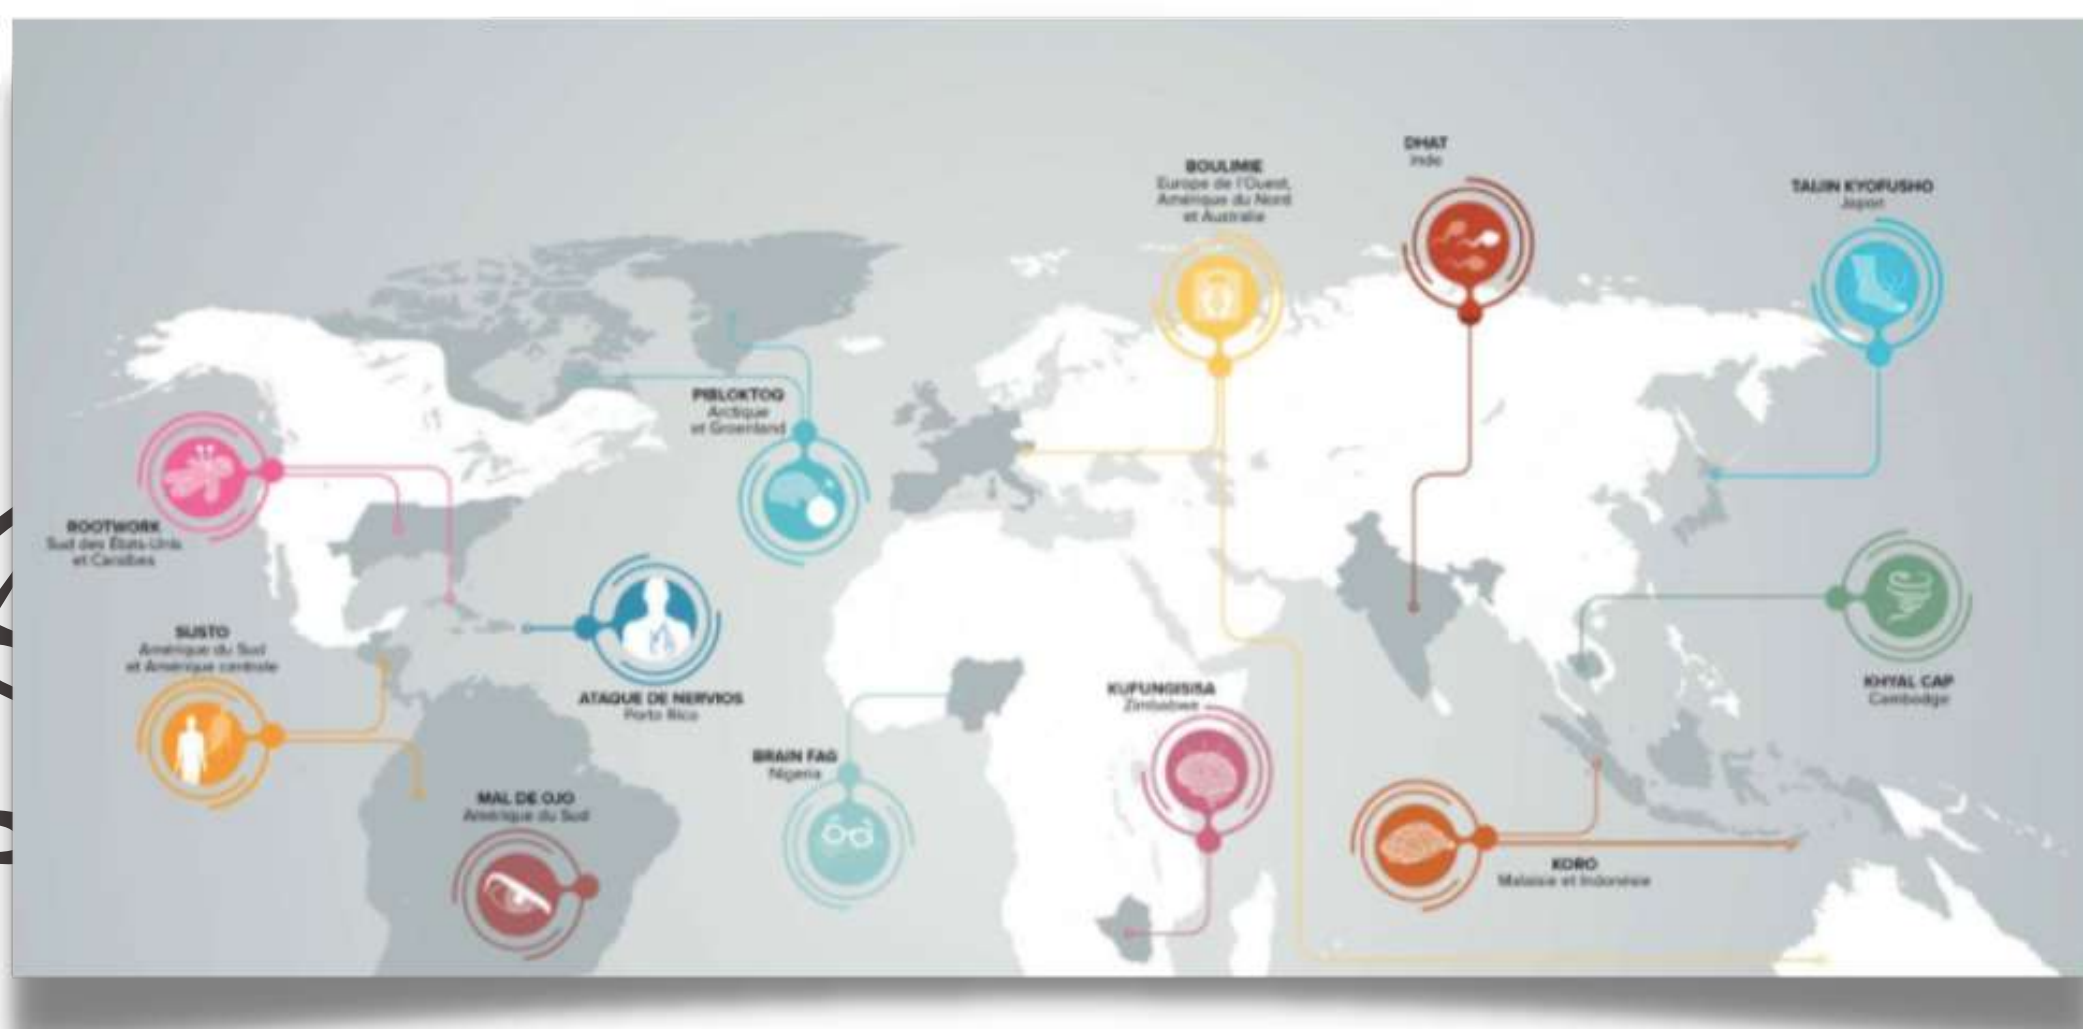 DHAT
Inde
BOULIMIE
Europe de l'Ouest,
Amérique du Nord
et Australie
TAIJIN KYOFUSHO
Japon
PIBLOKTOQ
Arctique
et Groenland
ROOTWORK
Sud des États-Unis
et Caraïbes
SUSTO
Amérique du Sud
et Amérique centrale
ATAQUE DE NERVIOS
Porto Rico
KUFUNGISISA
Zimbabwe
KHYAL CAP
Cambodge
BRAIN FAG
Nigeria
MAL DE OJO
Amérique du Sud
KORO
Malaisie et Indonésie